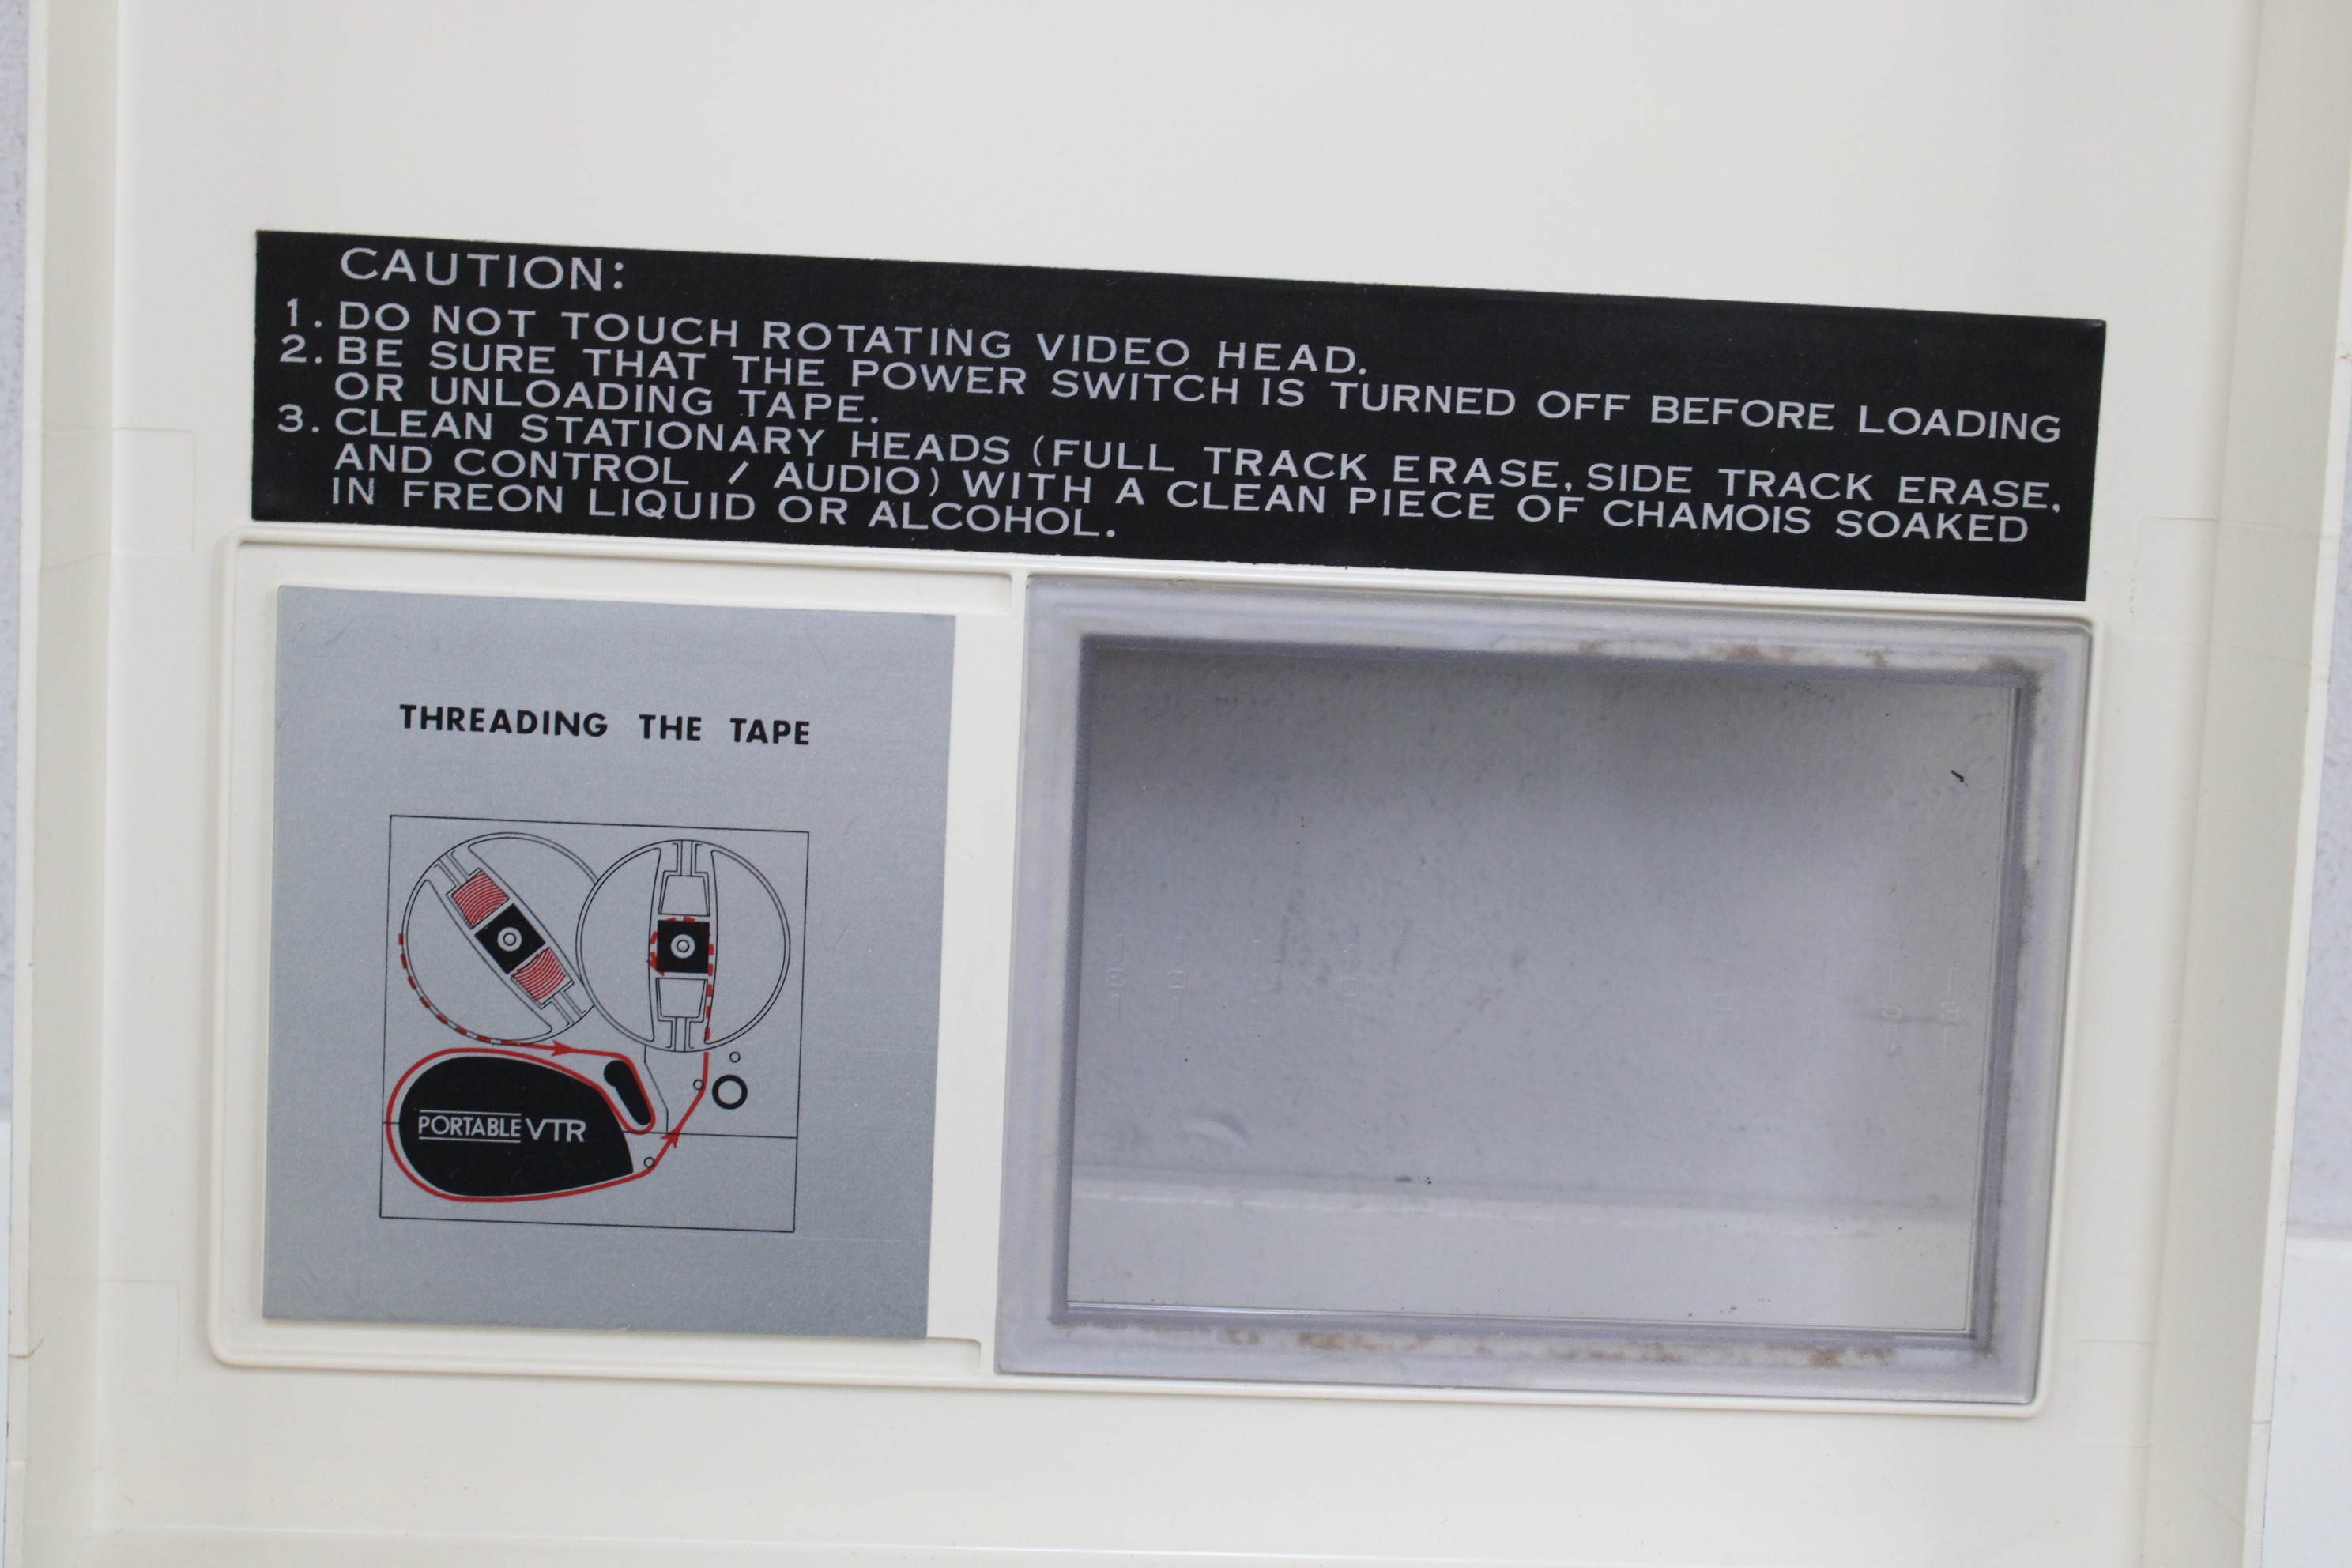 CAUTION:
1. DO NOT TOUCH ROTATING VIDEO HEAD.
2. BE SURE THAT THE POWER SWITCH IS TURNED OFF BEFORE LOADING
OR UNLOADING TAPE.
3. CLEAN STATIONARY HEADS (FULL TRACK ERASE, SIDE TRACK ERASE,
AND CONTROL / AUDIO) WITH A CLEAN PIECE OF CHAMOIS SOAKED
IN FREON LIQUID OR ALCOHOL.
THREADING THE TAPE
PORTABLE VTR